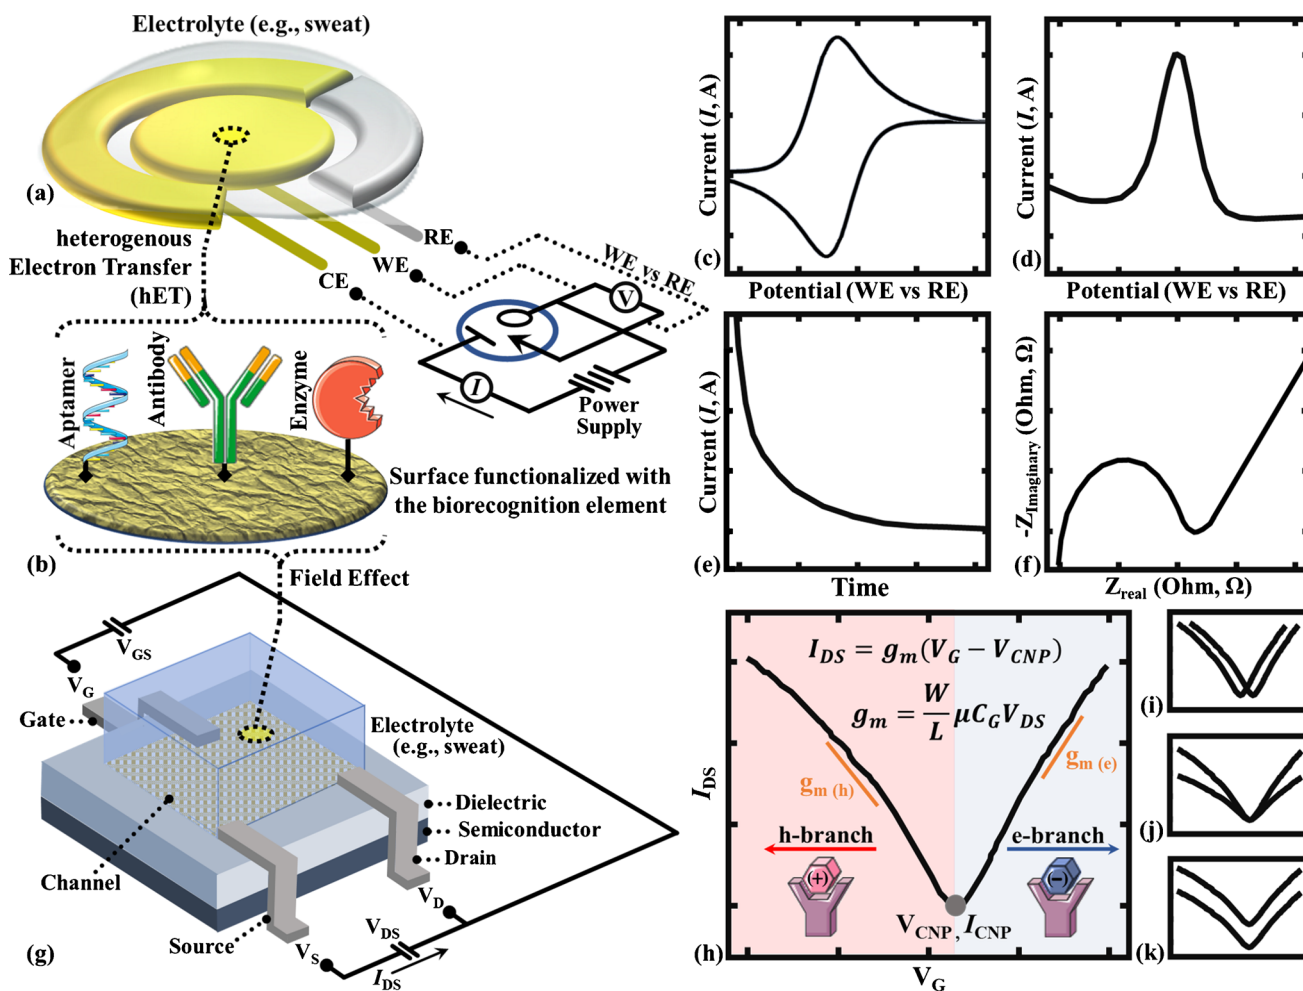 Electrolyte (e.g., sweat)
(a)
heterogenous
Electron Transfer
(hET)
RE
WE
CE
WE vs RE
V
I
Power
Supply
Aptamer
Antibody
Enzyme
Surface functionalized with
the biorecognition element
(b)
Field Effect
Current (I, A)
(c)
Potential (WE vs RE)
Current (I, A)
(d)
Potential (WE vs RE)
Current (I, A)
(e)
Time
-Z_Imaginary (Ohm, Ω)
(f)
Z_real (Ohm, Ω)
V_GS
V_G
Gate
Electrolyte
(e.g., sweat)
Dielectric
Semiconductor
Drain
Channel
Source
V_D
V_DS
V_S
I_DS
(g)
I_DS = g_m(V_G − V_CNP)
g_m = W/L μC_GV_DS
I_DS
g_m (h)
g_m (e)
h-branch
e-branch
(+)
(−)
V_CNP, I_CNP
(h)
V_G
(i)
(j)
(k)